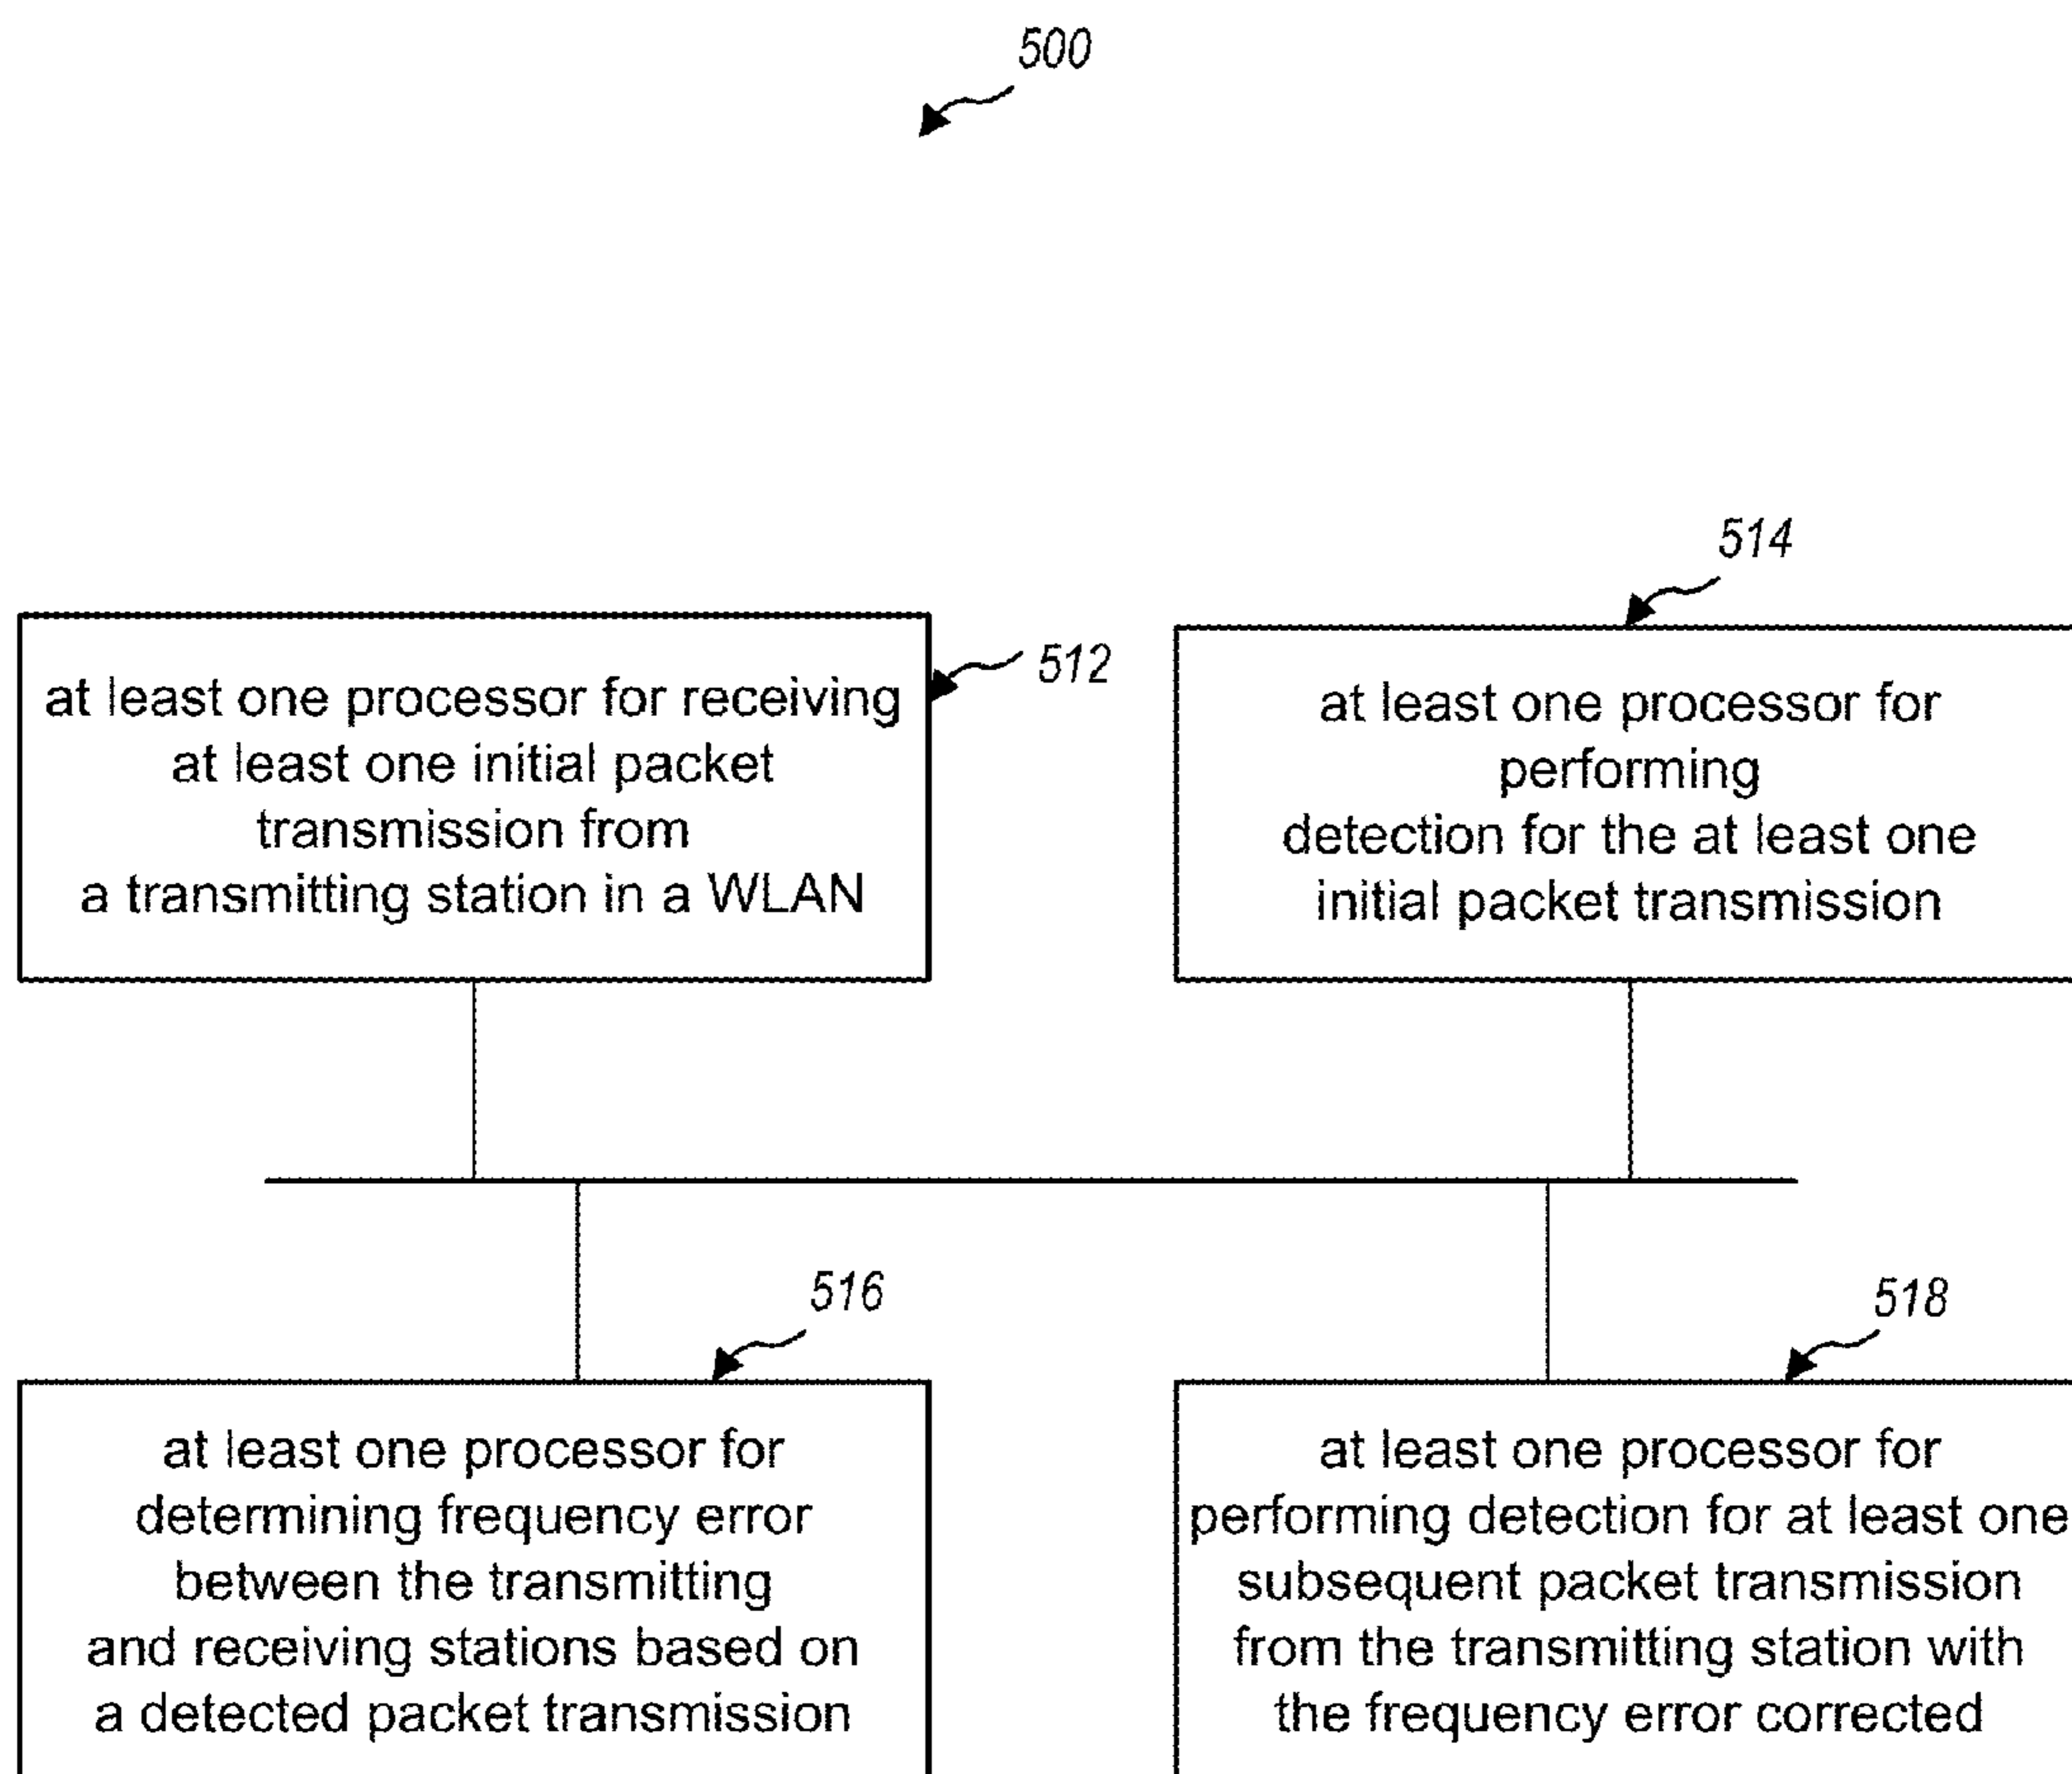 500
514
512
at least one processor for receiving
at least one initial packet
transmission from
a transmitting station in a WLAN
at least one processor for
performing
detection for the at least one
initial packet transmission
516
518
at least one processor for
determining frequency error
between the transmitting
and receiving stations based on
a detected packet transmission
at least one processor for
performing detection for at least one
subsequent packet transmission
from the transmitting station with
the frequency error corrected